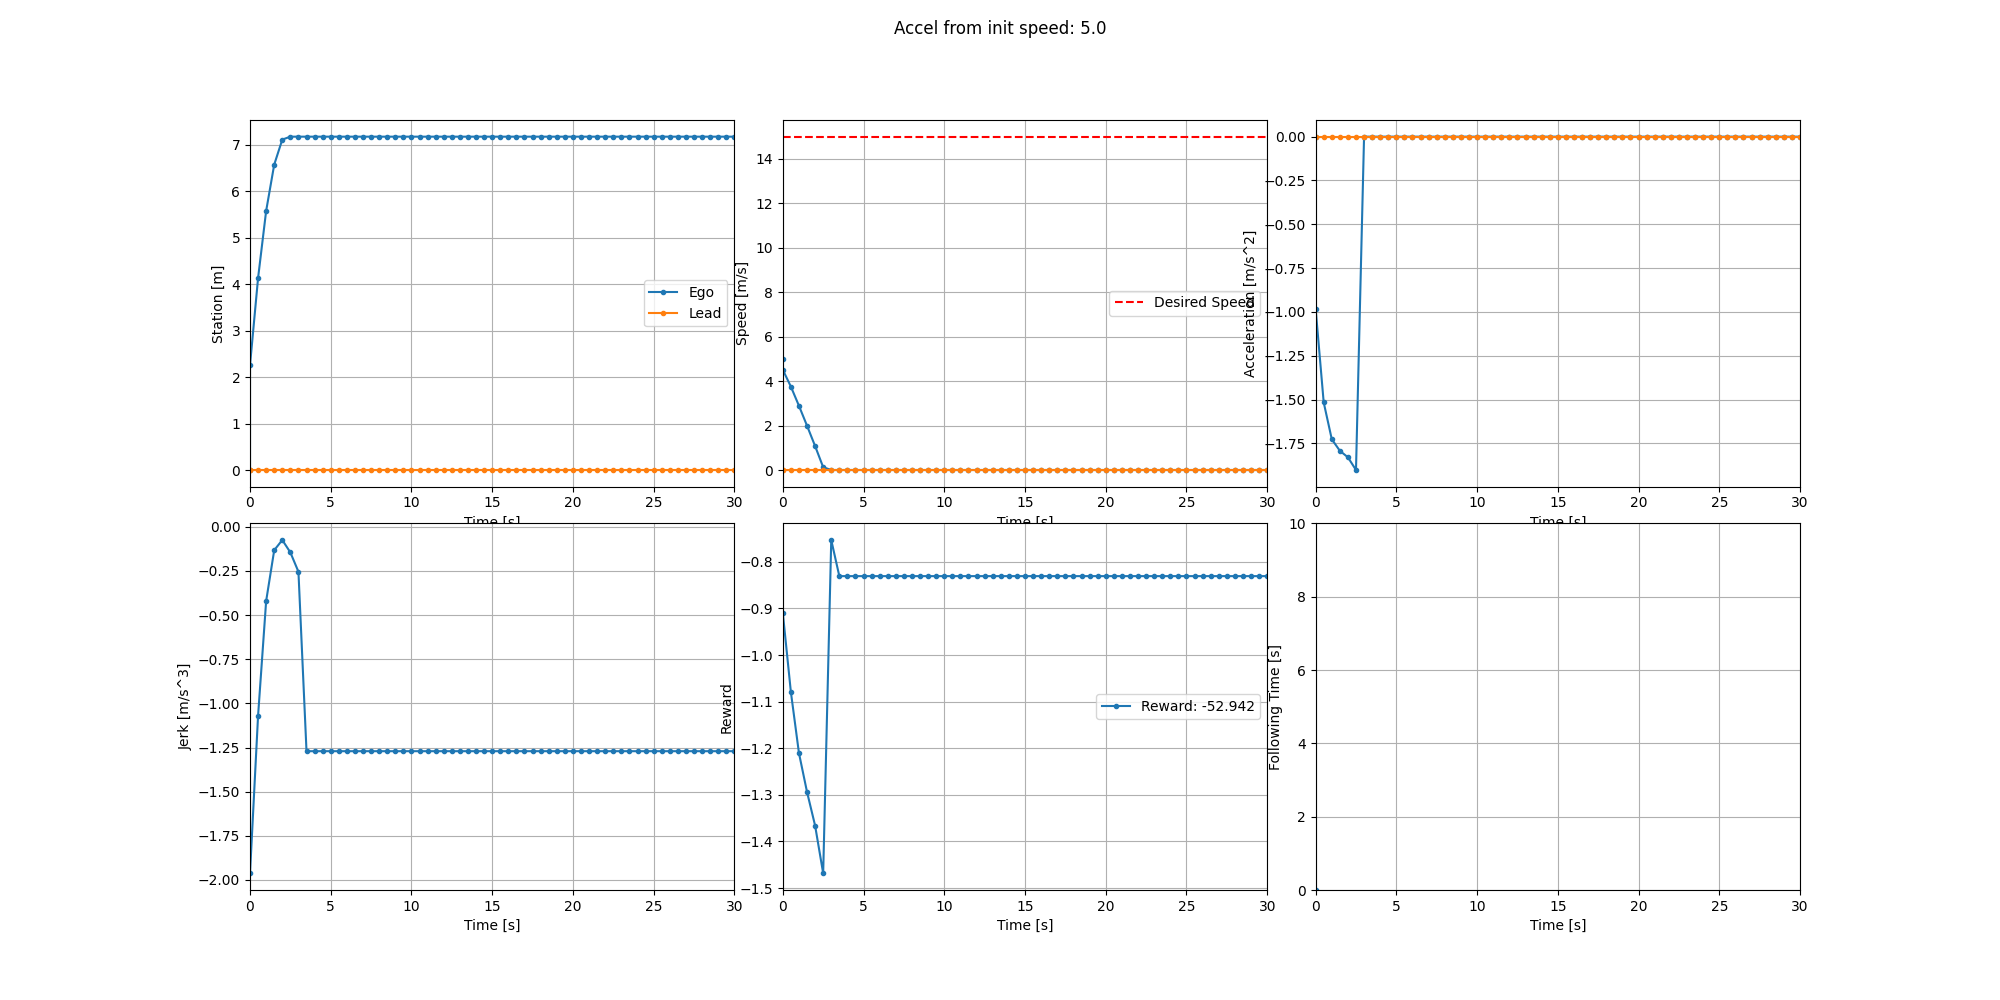 Accel from init speed: 5.0
Station [m]
7
6
5
4
3
2
1
0
Ego
Lead
0 5 10 15 20 25 30
Time [s]
Speed [m/s]
14
12
10
8
6
4
2
0
Desired Speed
0 5 10 15 20 25 30
Time [s]
Acceleration [m/s^2]
0.00
−0.25
−0.50
−0.75
−1.00
−1.25
−1.50
−1.75
0 5 10 15 20 25 30
Time [s]
Jerk [m/s^3]
0.00
−0.25
−0.50
−0.75
−1.00
−1.25
−1.50
−1.75
−2.00
0 5 10 15 20 25 30
Time [s]
Reward
−0.8
−0.9
−1.0
−1.1
−1.2
−1.3
−1.4
−1.5
Reward: -52.942
0 5 10 15 20 25 30
Time [s]
Following Time [s]
10
8
6
4
2
0
0 5 10 15 20 25 30
Time [s]